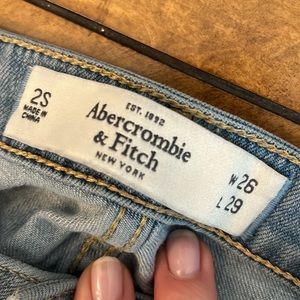 2S
MADE IN
CHINA
EST. 1892
Abercrombie
& Fitch
NEW YORK
W 26
L 29